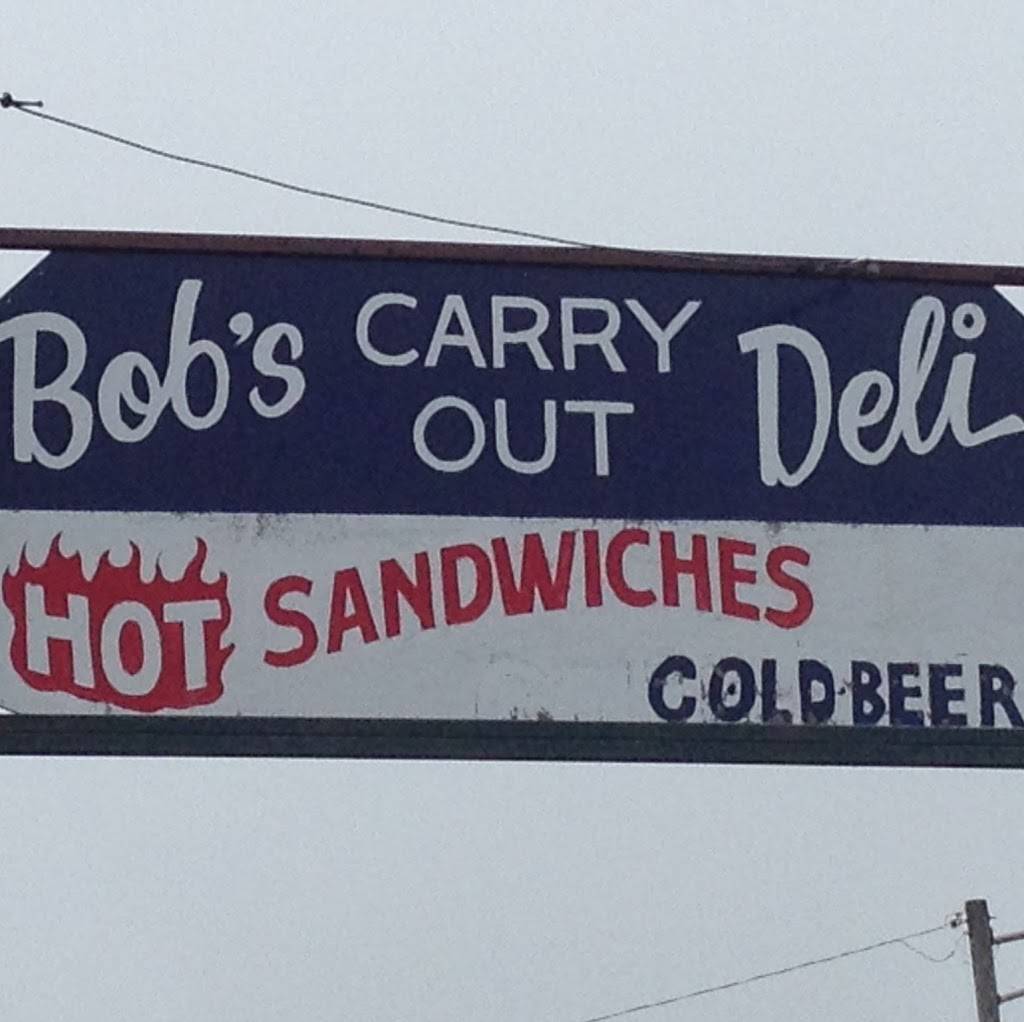 Bob's CARRY OUT Deli
HOT SANDWICHES
COLD BEER